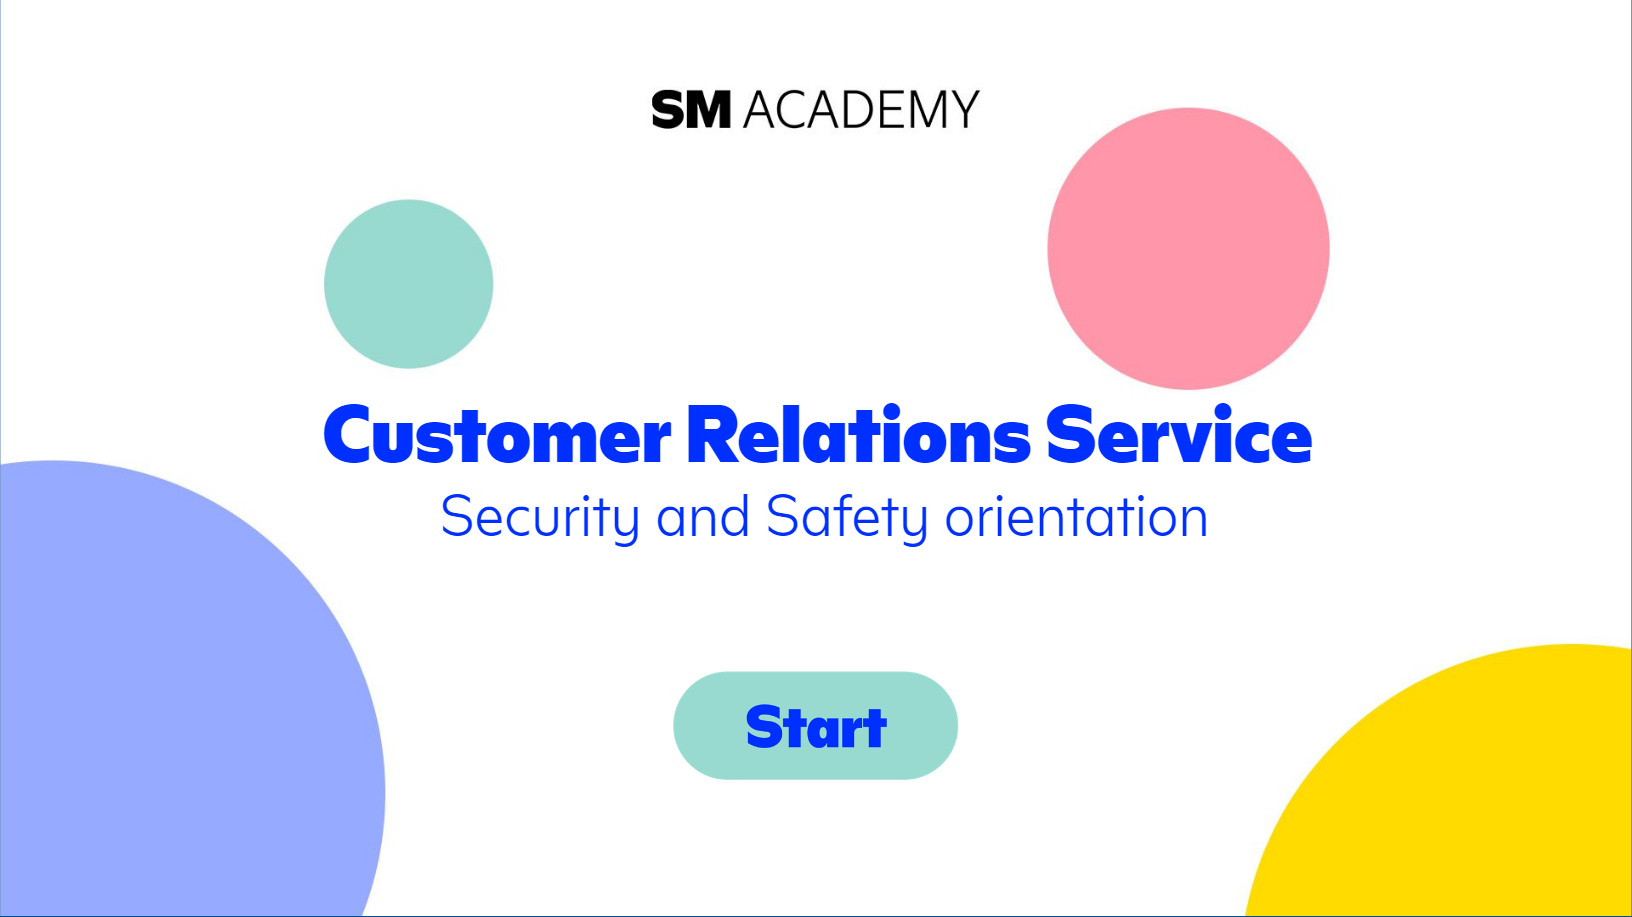 SM ACADEMY
Customer Relations Service
Security and Safety orientation
Start